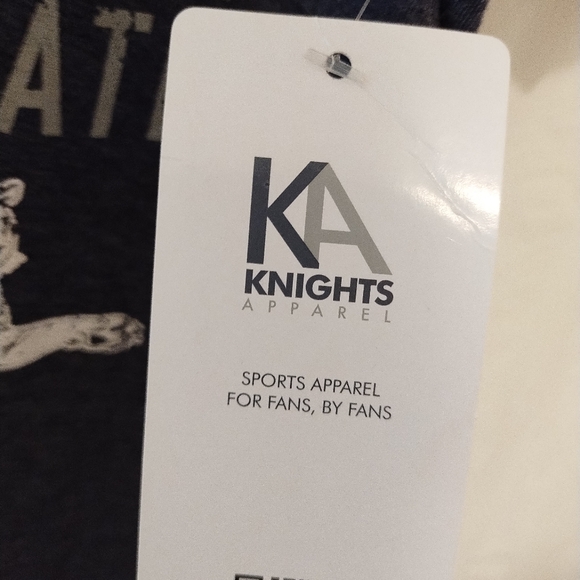 KA
KNIGHTS
APPAREL
SPORTS APPAREL
FOR FANS, BY FANS